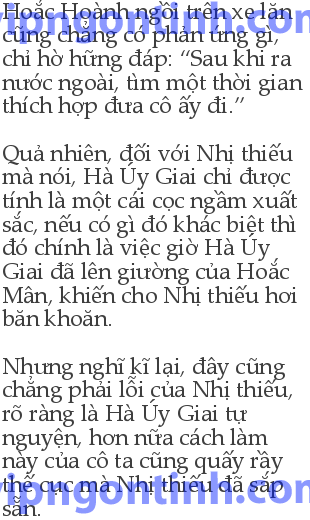 Hoắc Hoành ngồi trên xe lăn
cũng chẳng có phản ứng gì,
chỉ hờ hững đáp: “Sau khi ra
nước ngoài, tìm một thời gian
thích hợp đưa cô ấy đi.”
Quả nhiên, đối với Nhị thiếu
mà nói, Hà Úy Giai chỉ được
tính là một cái cọc ngầm xuất
sắc, nếu có gì đó khác biệt thì
đó chính là việc giờ Hà Úy
Giai đã lên giường của Hoắc
Mân, khiến cho Nhị thiếu hơi
băn khoăn.
Nhưng nghĩ kĩ lại, đây cũng
chẳng phải lỗi của Nhị thiếu,
rõ ràng là Hà Úy Giai tự
nguyện, hơn nữa cách làm
này của cô ta cũng quấy rầy
thế cục mà Nhị thiếu đã sắp
sẵn.